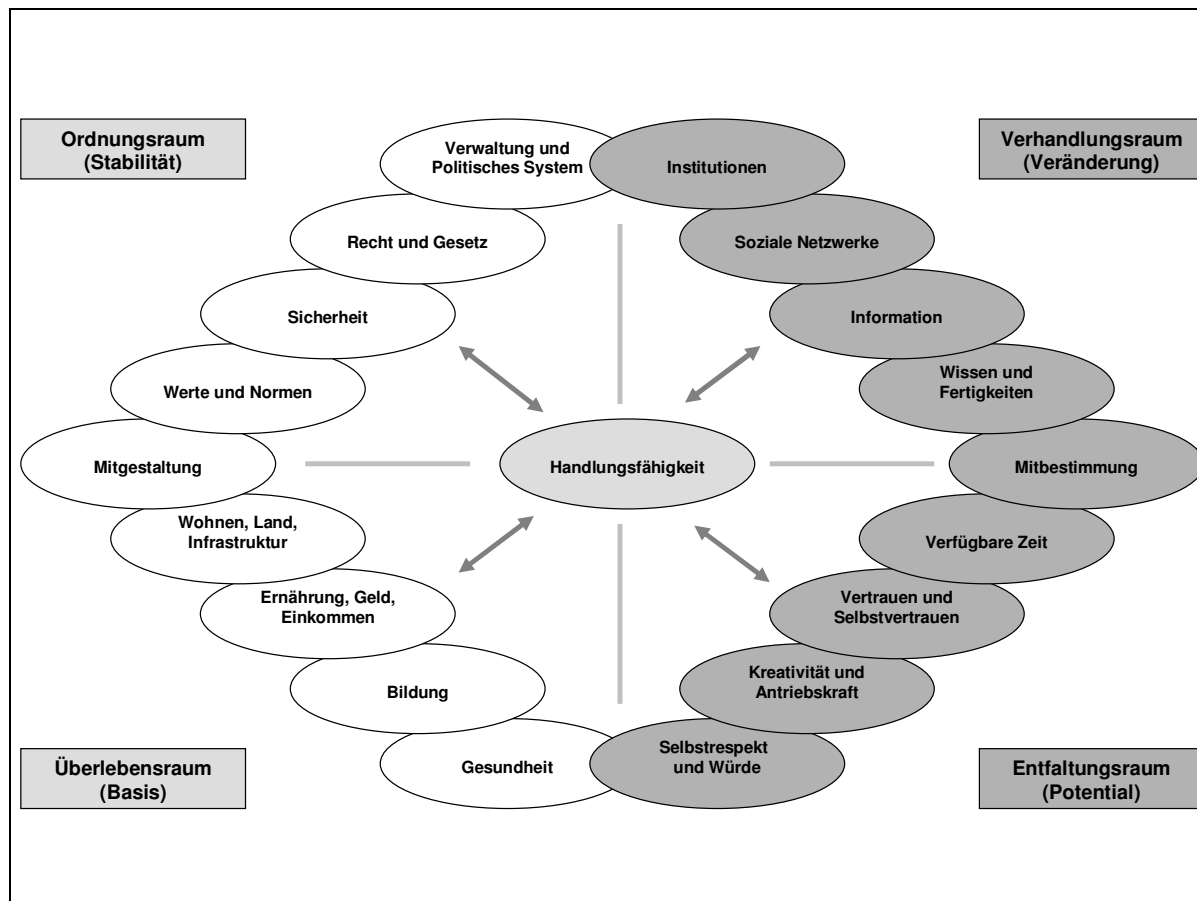 Ordnungsraum
(Stabilität)
Verwaltung und
Politisches System
Institutionen
Verhandlungsraum
(Veränderung)
Recht und Gesetz
Soziale Netzwerke
Sicherheit
Information
Werte und Normen
Wissen und
Fertigkeiten
Mitgestaltung
Handlungsfähigkeit
Mitbestimmung
Wohnen, Land,
Infrastruktur
Verfügbare Zeit
Ernährung, Geld,
Einkommen
Vertrauen und
Selbstvertrauen
Bildung
Kreativität und
Antriebskraft
Überlebensraum
(Basis)
Gesundheit
Selbstrespekt
und Würde
Entfaltungsraum
(Potential)